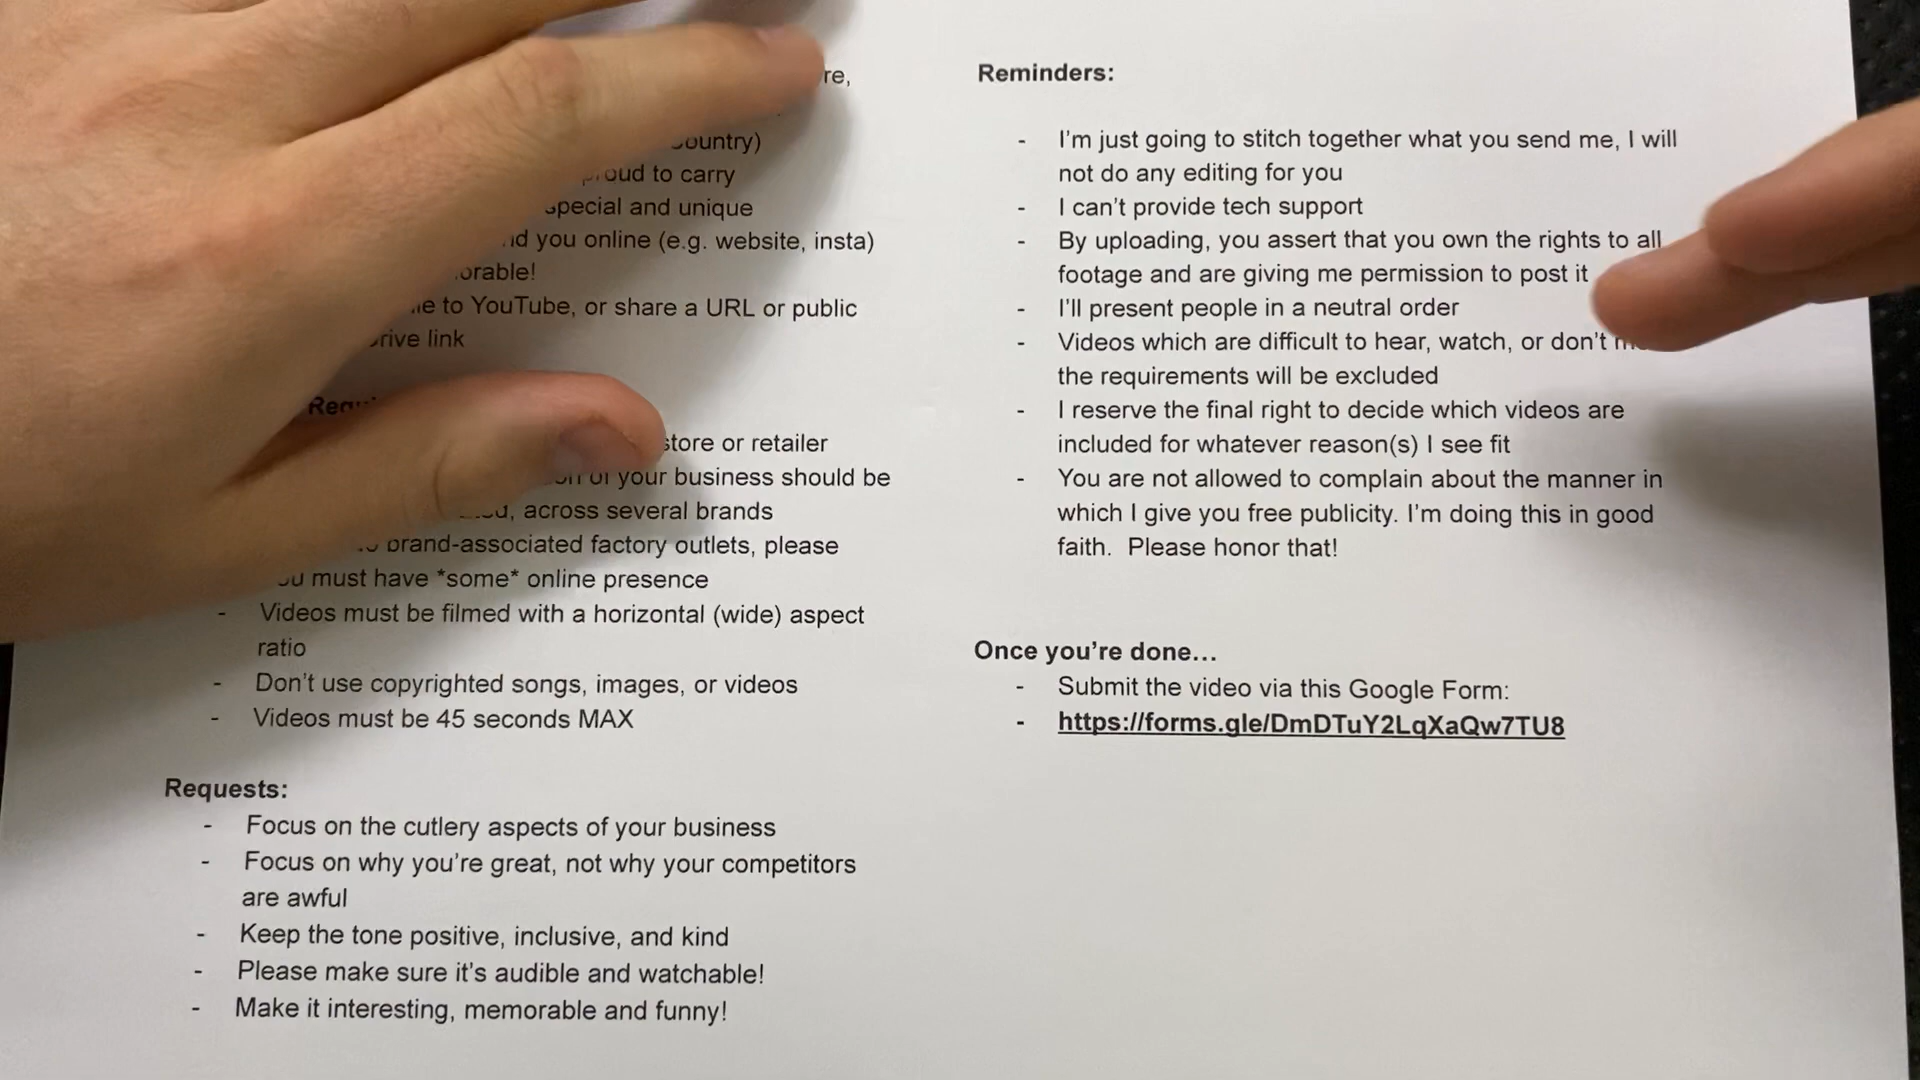 country)
to carry
special and unique
you online (e.g. website, insta)
to YouTube, or share a URL or public
link
store or retailer
your business should be
across several brands
brand-associated factory outlets, please
must have *some* online presence
- Videos must be filmed with a horizontal (wide) aspect
ratio
- Don't use copyrighted songs, images, or videos
- Videos must be 45 seconds MAX
Requests:
- Focus on the cutlery aspects of your business
- Focus on why you're great, not why your competitors
are awful
- Keep the tone positive, inclusive, and kind
- Please make sure it's audible and watchable!
- Make it interesting, memorable and funny!
Reminders:
- I'm just going to stitch together what you send me, I will
not do any editing for you
- I can't provide tech support
- By uploading, you assert that you own the rights to all
footage and are giving me permission to post it
- I'll present people in a neutral order
- Videos which are difficult to hear, watch, or don't
the requirements will be excluded
- I reserve the final right to decide which videos are
included for whatever reason(s) I see fit
- You are not allowed to complain about the manner in
which I give you free publicity. I'm doing this in good
faith. Please honor that!
Once you're done…
- Submit the video via this Google Form:
- https://forms.gle/DmDTuY2LqXaQw7TU8